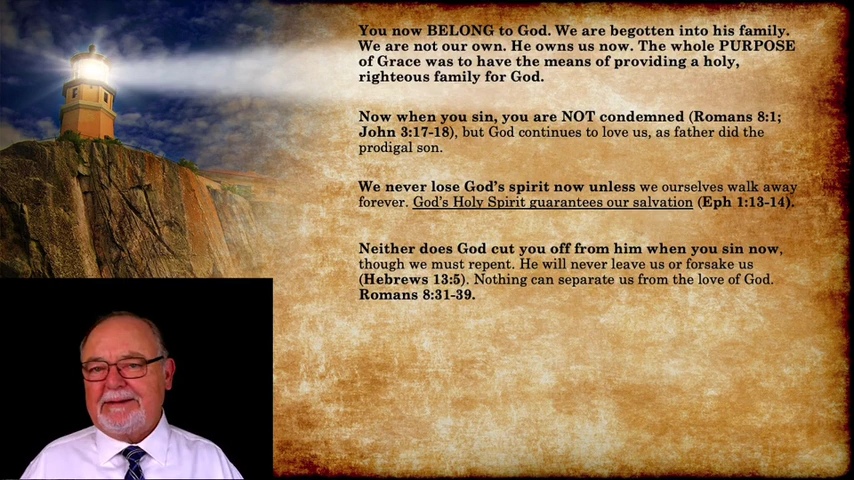 You now BELONG to God. We are begotten into his family.
We are not our own. He owns us now. The whole PURPOSE
of Grace was to have the means of providing a holy,
righteous family for God.
Now when you sin, you are NOT condemned (Romans 8:1;
John 3:17-18), but God continues to love us, as father did the
prodigal son.
We never lose God’s spirit now unless we ourselves walk away
forever. God’s Holy Spirit guarantees our salvation (Eph 1:13-14).
Neither does God cut you off from him when you sin now,
though we must repent. He will never leave us or forsake us
(Hebrews 13:5). Nothing can separate us from the love of God.
Romans 8:31-39.